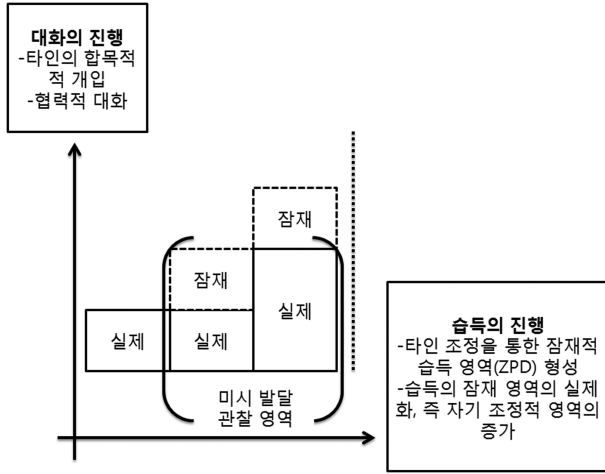 대화의 진행
-타인의 합목적
적 개입
-협력적 대화
잠재
잠재
실제
실제
실제
미시 발달
관찰 영역
습득의 진행
-타인 조정을 통한 잠재적
습득 영역(ZPD) 형성
-습득의 잠재 영역의 실제
화, 즉 자기 조정적 영역의
증가